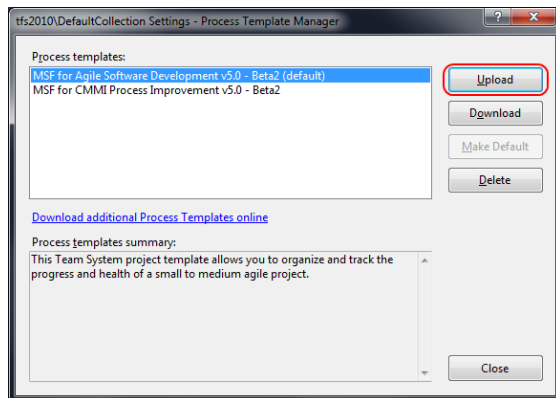 tfs2010\DefaultCollection Settings - Process Template Manager
Process templates:
MSF for Agile Software Development v5.0 - Beta2 (default)
MSF for CMMI Process Improvement v5.0 - Beta2
Upload
Download
Make Default
Delete
Download additional Process Templates online
Process templates summary:
This Team System project template allows you to organize and track the
progress and health of a small to medium agile project.
Close